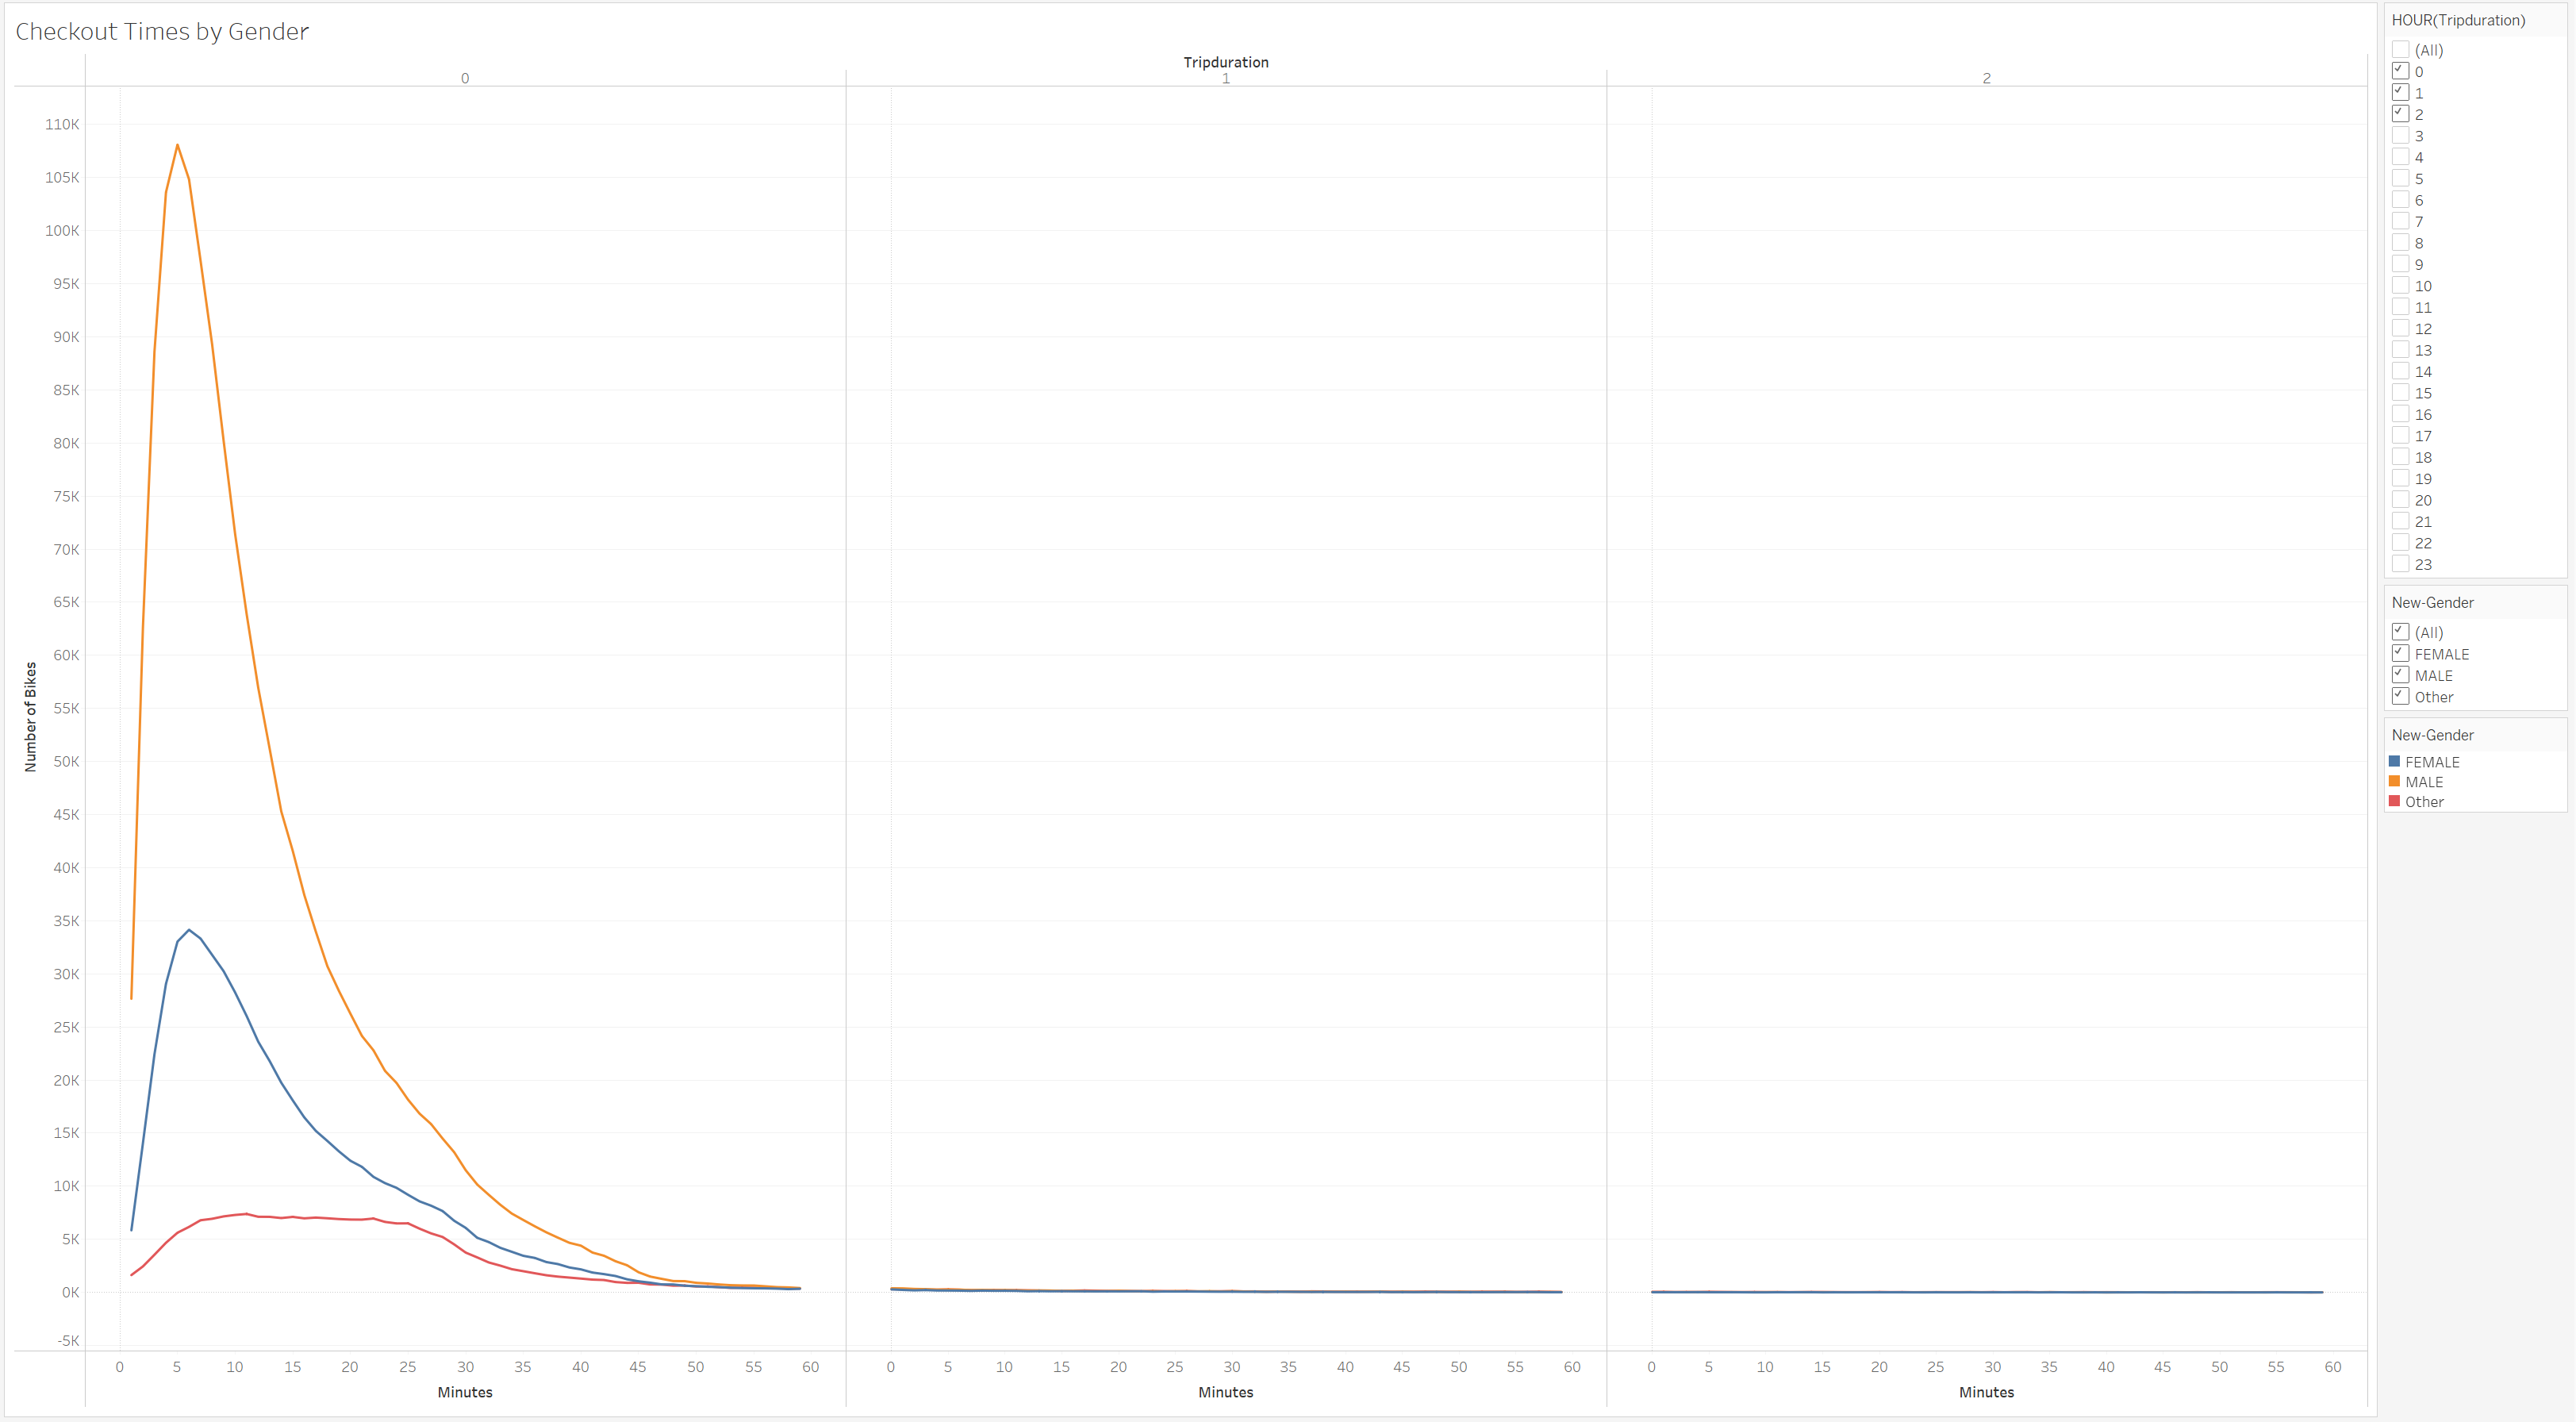 Checkout Times by Gender
Tripduration
0 1 2
110K
105K
100K
95K
90K
85K
80K
75K
70K
65K
60K
55K
50K
45K
40K
35K
30K
25K
20K
15K
10K
5K
0K
-5K
Number of Bikes
0 5 10 15 20 25 30 35 40 45 50 55 60 0 5 10 15 20 25 30 35 40 45 50 55 60 0 5 10 15 20 25 30 35 40 45 50 55 60
Minutes Minutes Minutes
HOUR(Tripduration)
(All)
0
1
2
3
4
5
6
7
8
9
10
11
12
13
14
15
16
17
18
19
20
21
22
23
New-Gender
(All)
FEMALE
MALE
Other
New-Gender
FEMALE
MALE
Other